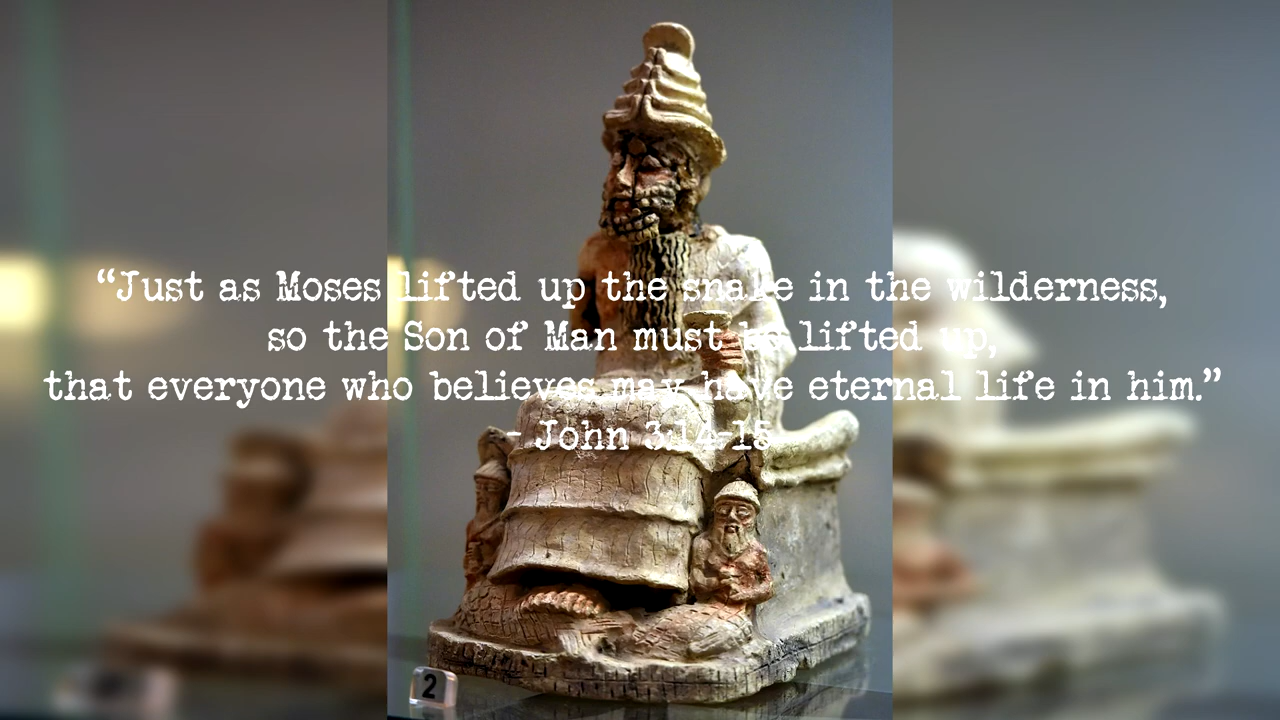 “Just as Moses lifted up the snake in the wilderness,
so the Son of Man must be lifted up,
that everyone who believes may have eternal life in him.”
- John 3:14-15
2